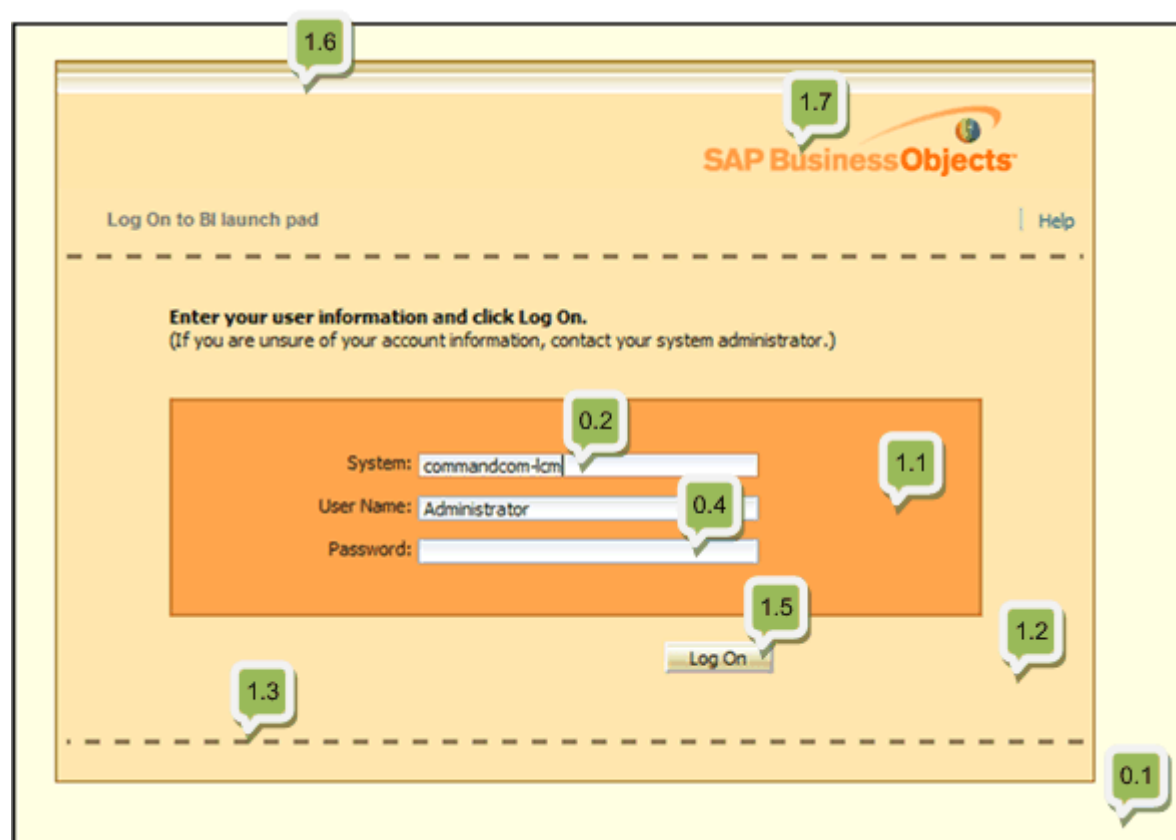 1.6
1.7
SAP BusinessObjects™
Log On to BI launch pad
Help
Enter your user information and click Log On.
(If you are unsure of your account information, contact your system administrator.)
0.2
System: commandcom-lcm
1.1
User Name: Administrator
0.4
Password:
1.5
Log On
1.2
1.3
0.1